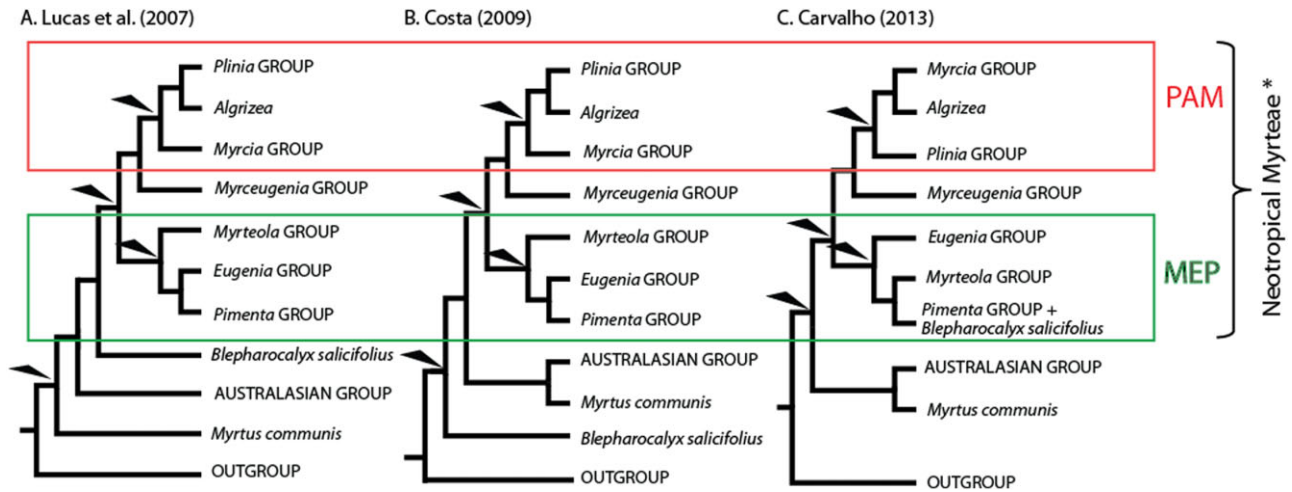 A. Lucas et al. (2007)
Plinia GROUP
Algrizea
Myrcia GROUP
Myrceugenia GROUP
Myrteola GROUP
Eugenia GROUP
Pimenta GROUP
Blepharocalyx salicifolius
AUSTRALASIAN GROUP
Myrtus communis
OUTGROUP
B. Costa (2009)
Plinia GROUP
Algrizea
Myrcia GROUP
Myrceugenia GROUP
Myrteola GROUP
Eugenia GROUP
Pimenta GROUP
AUSTRALASIAN GROUP
Myrtus communis
Blepharocalyx salicifolius
OUTGROUP
C. Carvalho (2013)
Myrcia GROUP
Algrizea
Plinia GROUP
Myrceugenia GROUP
Eugenia GROUP
Myrteola GROUP
Pimenta GROUP +
Blepharocalyx salicifolius
AUSTRALASIAN GROUP
Myrtus communis
OUTGROUP
PAM
MEP
Neotropical Myrteae *